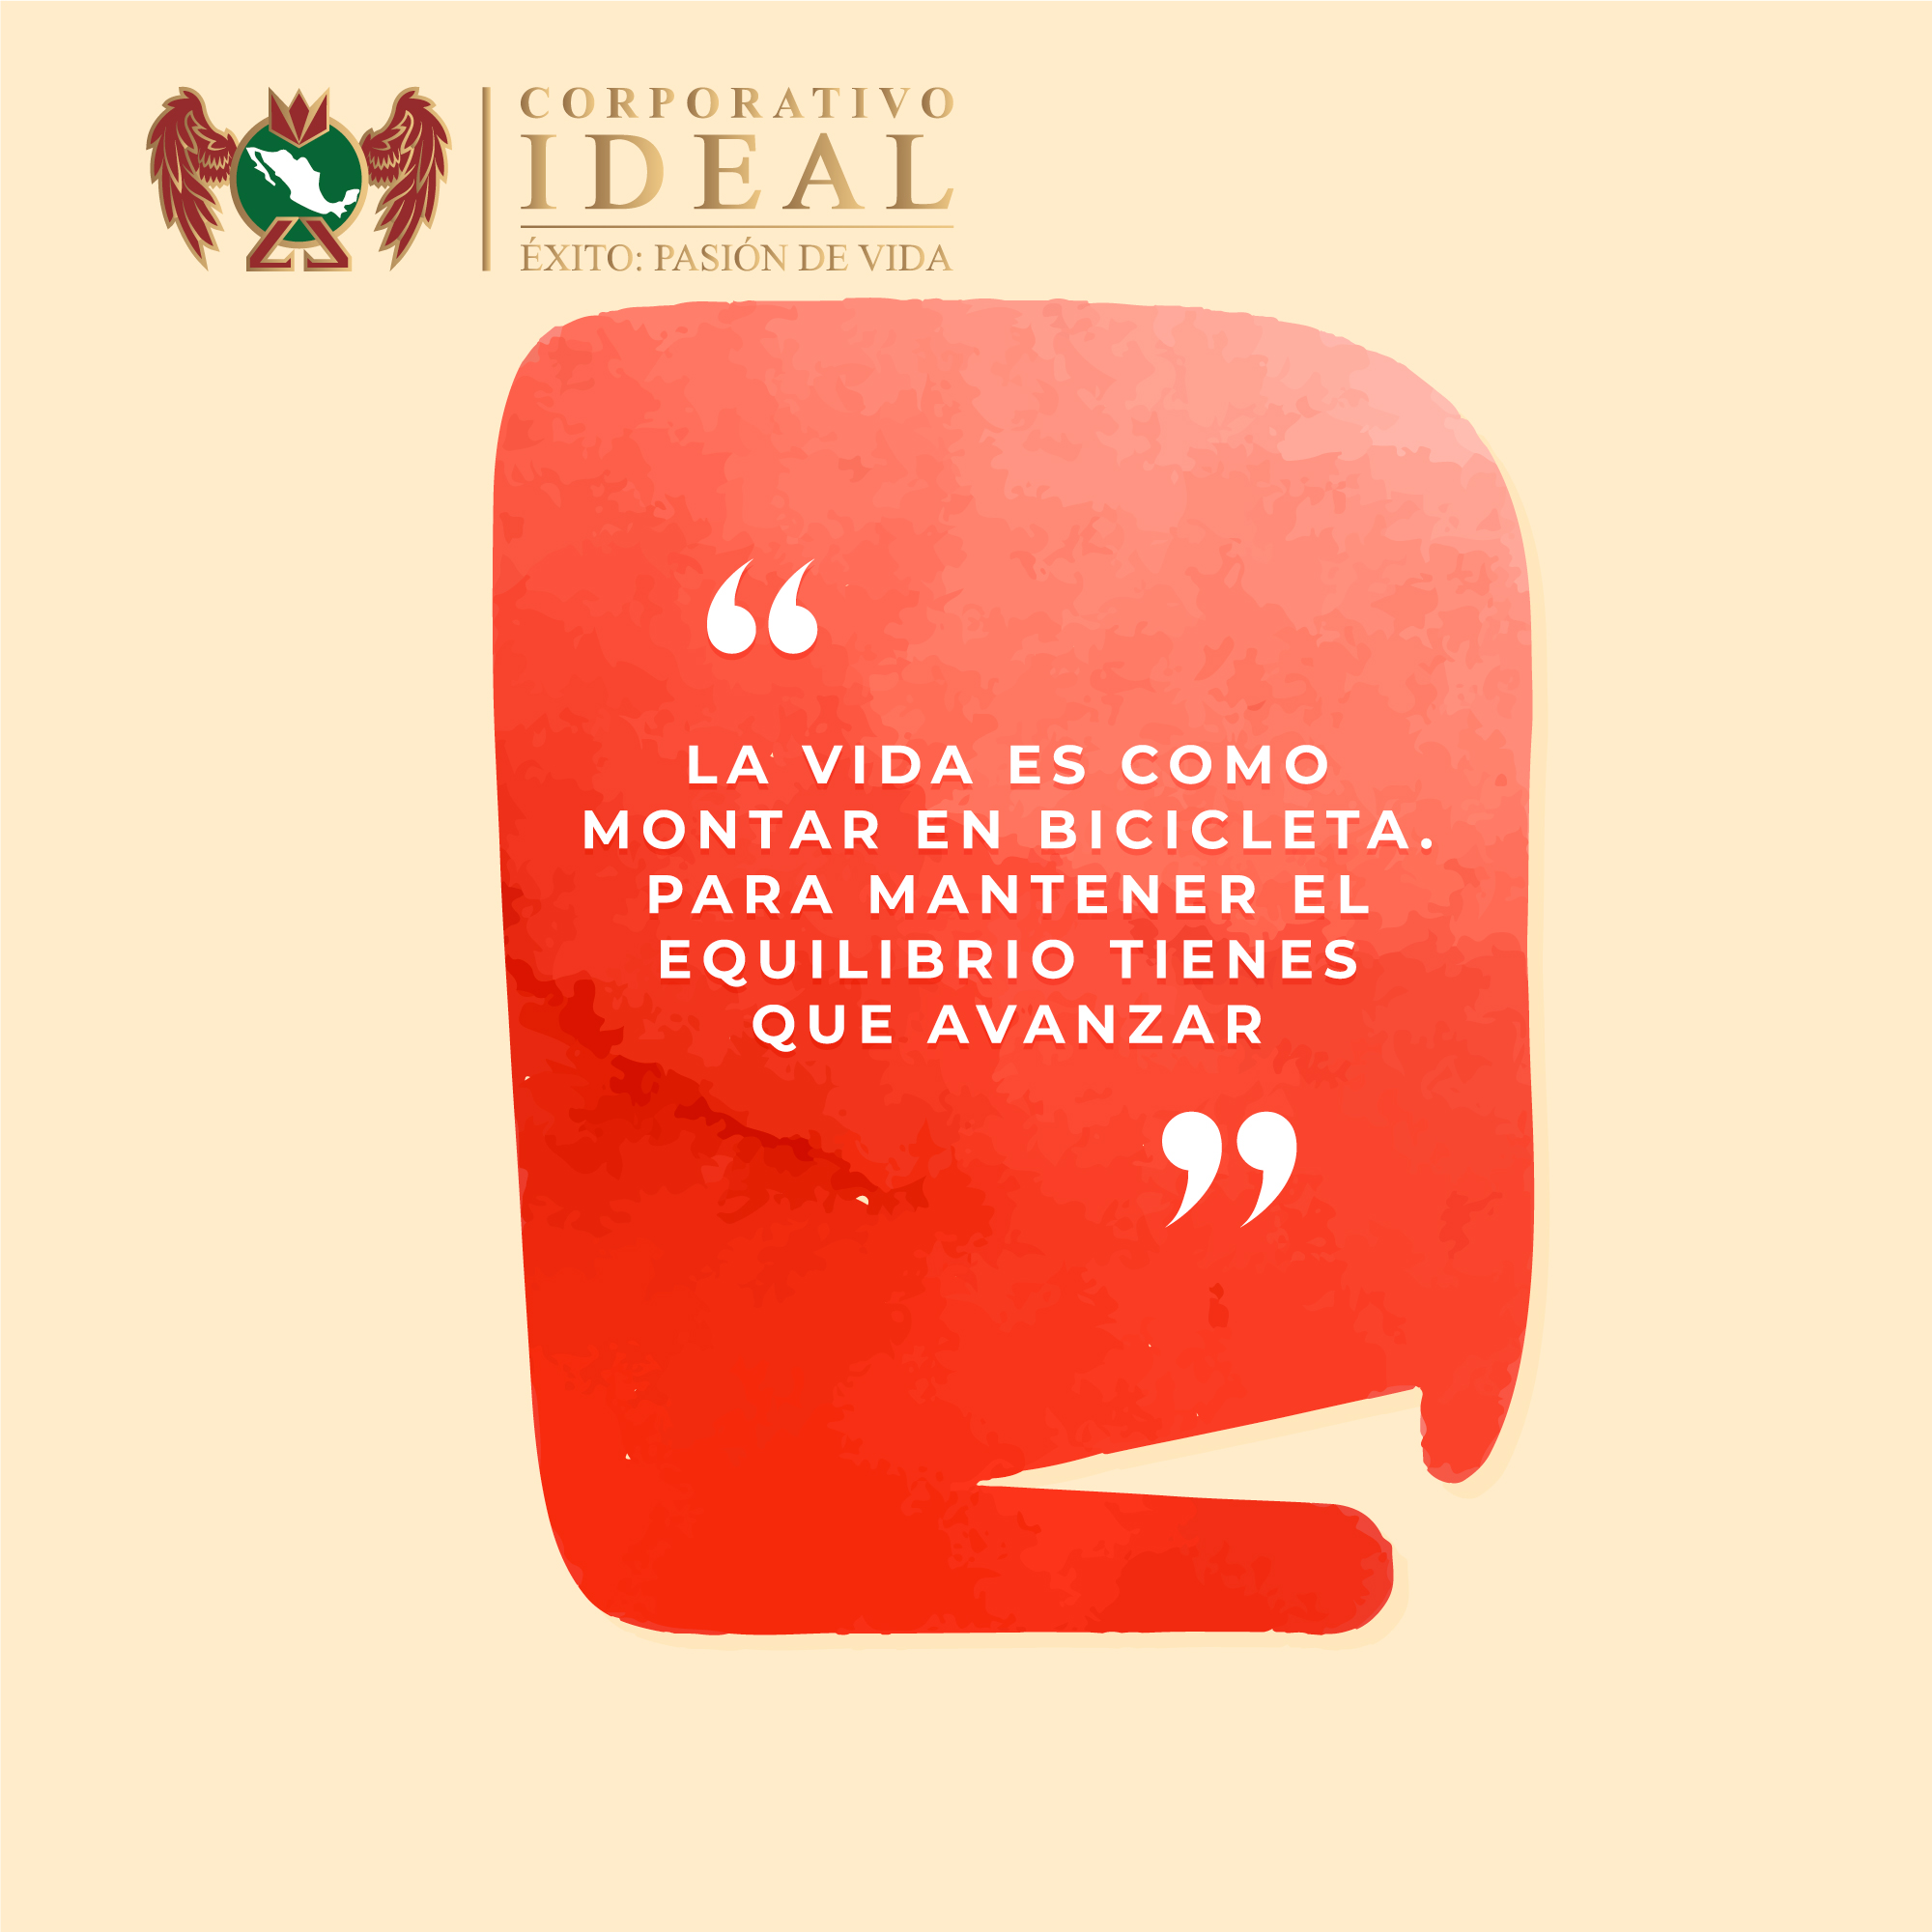 CORPORATIVO
IDEAL
ÉXITO: PASIÓN DE VIDA
“
LA VIDA ES COMO
MONTAR EN BICICLETA.
PARA MANTENER EL
EQUILIBRIO TIENES
QUE AVANZAR
”